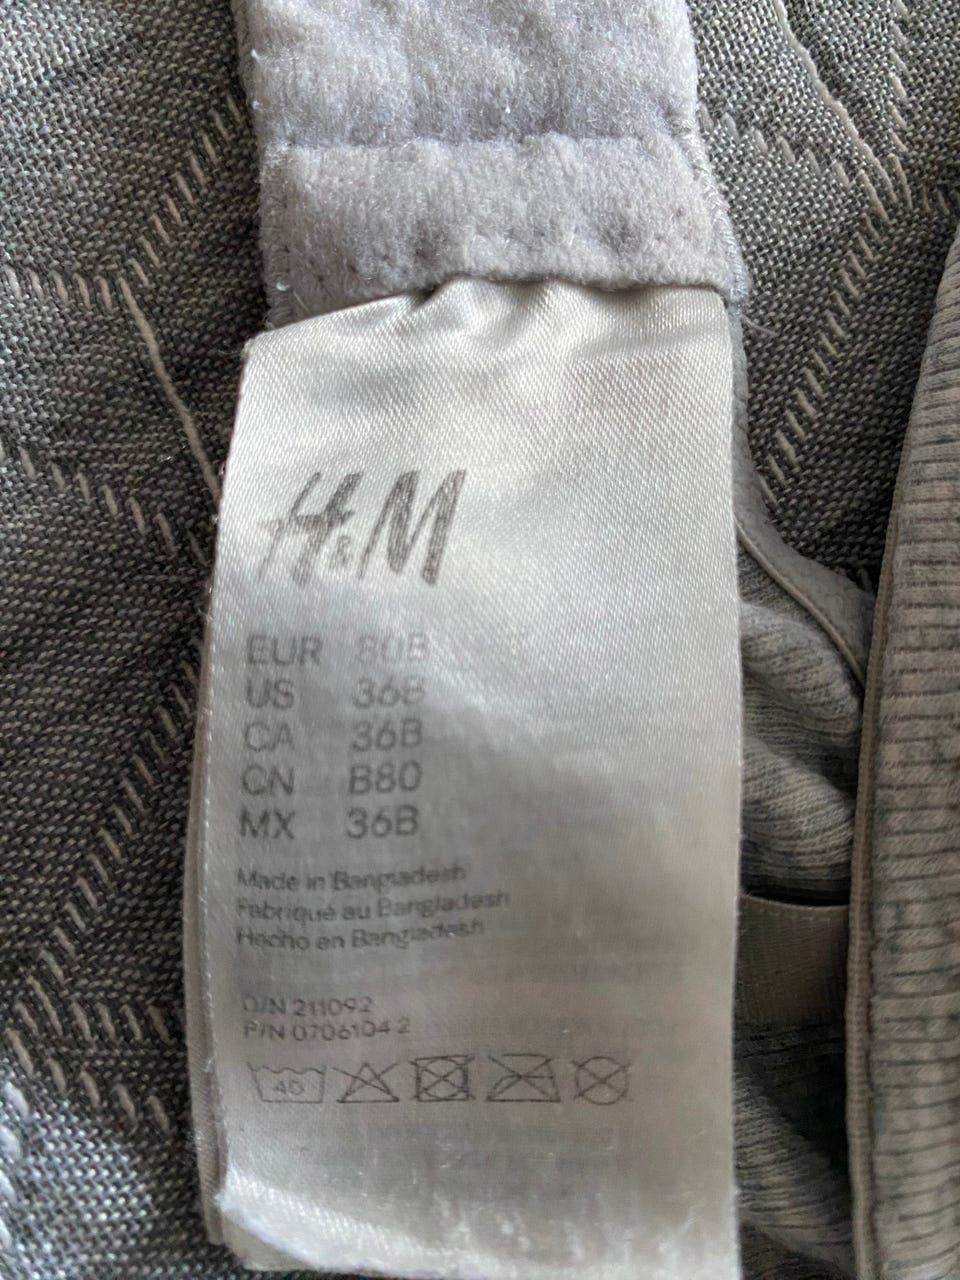 H&M
EUR 80B
US 36B
CA 36B
CN B80
MX 36B
Made in Bangladesh
Fabriqué au Bangladesh
Hecho en Bangladesh
O/N 211092
P/N 0706104 2
40